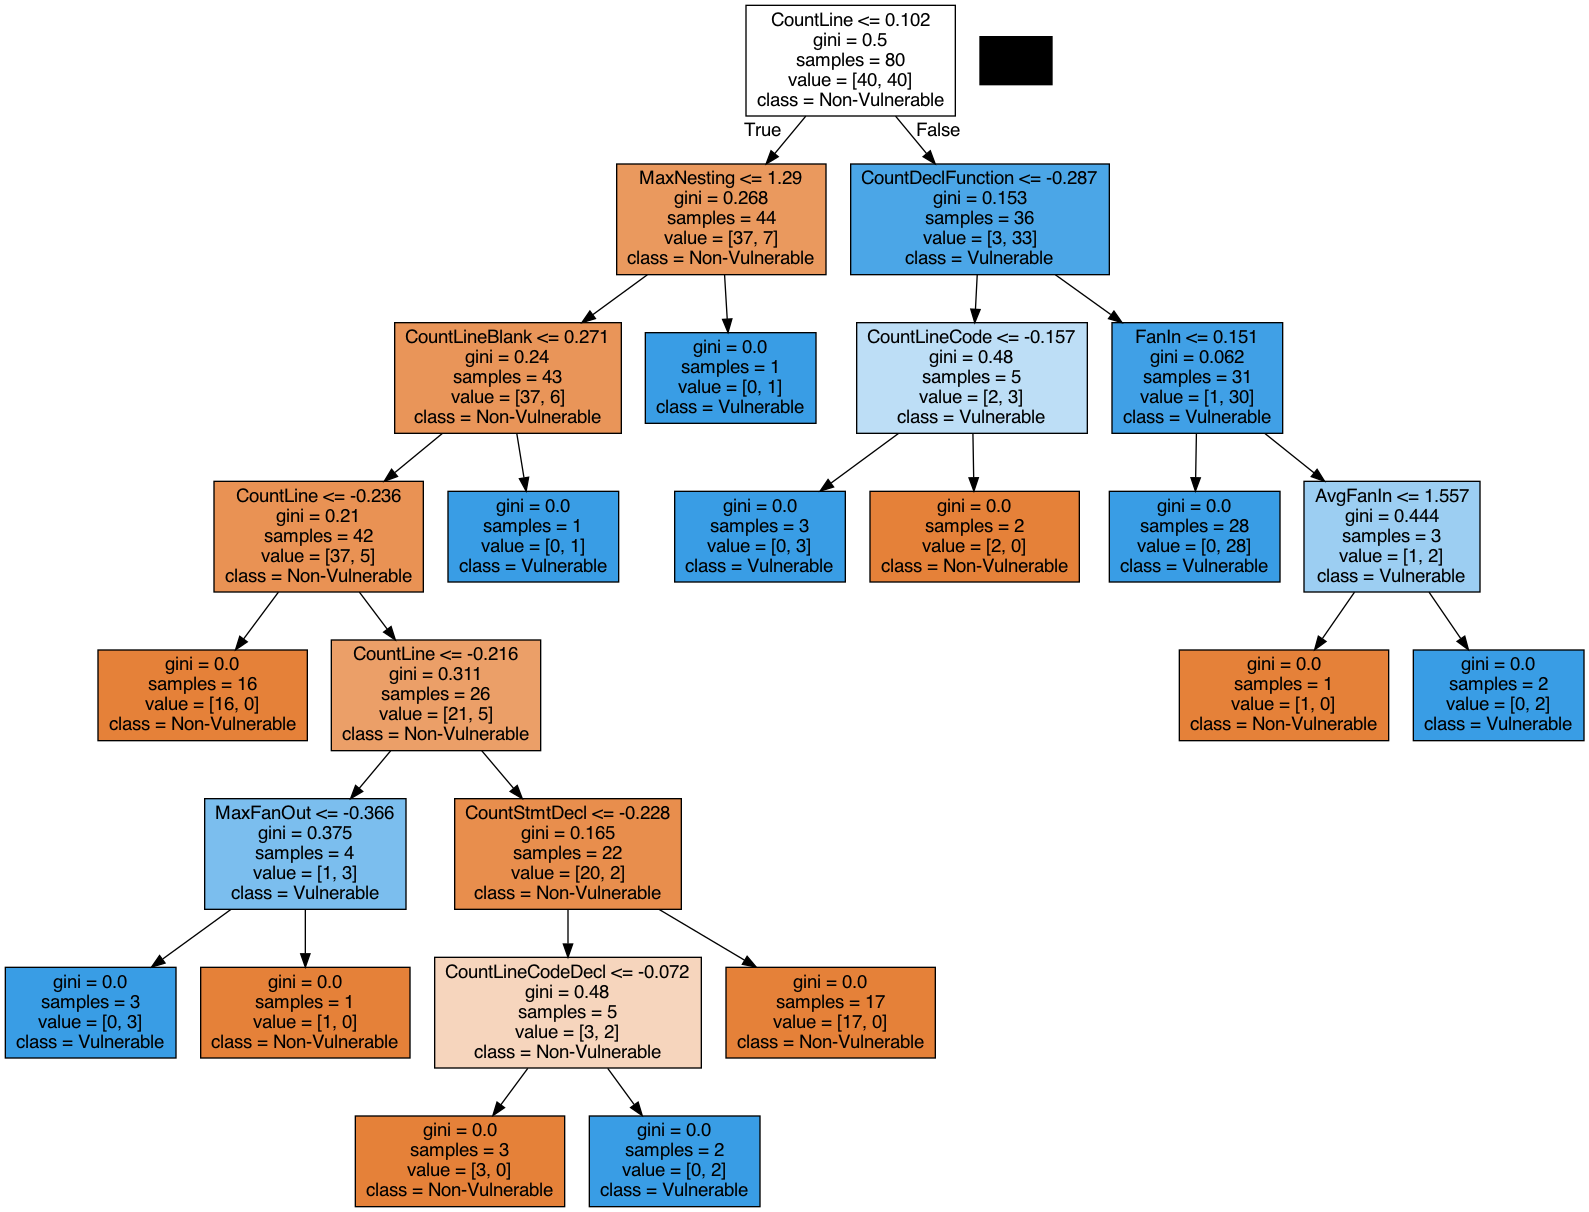 CountLine <= 0.102
gini = 0.5
samples = 80
value = [40, 40]
class = Non-Vulnerable
True
False
MaxNesting <= 1.29
gini = 0.268
samples = 44
value = [37, 7]
class = Non-Vulnerable
CountDeclFunction <= -0.287
gini = 0.153
samples = 36
value = [3, 33]
class = Vulnerable
CountLineBlank <= 0.271
gini = 0.24
samples = 43
value = [37, 6]
class = Non-Vulnerable
gini = 0.0
samples = 1
value = [0, 1]
class = Vulnerable
CountLineCode <= -0.157
gini = 0.48
samples = 5
value = [2, 3]
class = Vulnerable
FanIn <= 0.151
gini = 0.062
samples = 31
value = [1, 30]
class = Vulnerable
CountLine <= -0.236
gini = 0.21
samples = 42
value = [37, 5]
class = Non-Vulnerable
gini = 0.0
samples = 1
value = [0, 1]
class = Vulnerable
gini = 0.0
samples = 3
value = [0, 3]
class = Vulnerable
gini = 0.0
samples = 2
value = [2, 0]
class = Non-Vulnerable
gini = 0.0
samples = 28
value = [0, 28]
class = Vulnerable
AvgFanIn <= 1.557
gini = 0.444
samples = 3
value = [1, 2]
class = Vulnerable
gini = 0.0
samples = 16
value = [16, 0]
class = Non-Vulnerable
CountLine <= -0.216
gini = 0.311
samples = 26
value = [21, 5]
class = Non-Vulnerable
gini = 0.0
samples = 1
value = [1, 0]
class = Non-Vulnerable
gini = 0.0
samples = 2
value = [0, 2]
class = Vulnerable
MaxFanOut <= -0.366
gini = 0.375
samples = 4
value = [1, 3]
class = Vulnerable
CountStmtDecl <= -0.228
gini = 0.165
samples = 22
value = [20, 2]
class = Non-Vulnerable
gini = 0.0
samples = 3
value = [0, 3]
class = Vulnerable
gini = 0.0
samples = 1
value = [1, 0]
class = Non-Vulnerable
CountLineCodeDecl <= -0.072
gini = 0.48
samples = 5
value = [3, 2]
class = Non-Vulnerable
gini = 0.0
samples = 17
value = [17, 0]
class = Non-Vulnerable
gini = 0.0
samples = 3
value = [3, 0]
class = Non-Vulnerable
gini = 0.0
samples = 2
value = [0, 2]
class = Vulnerable